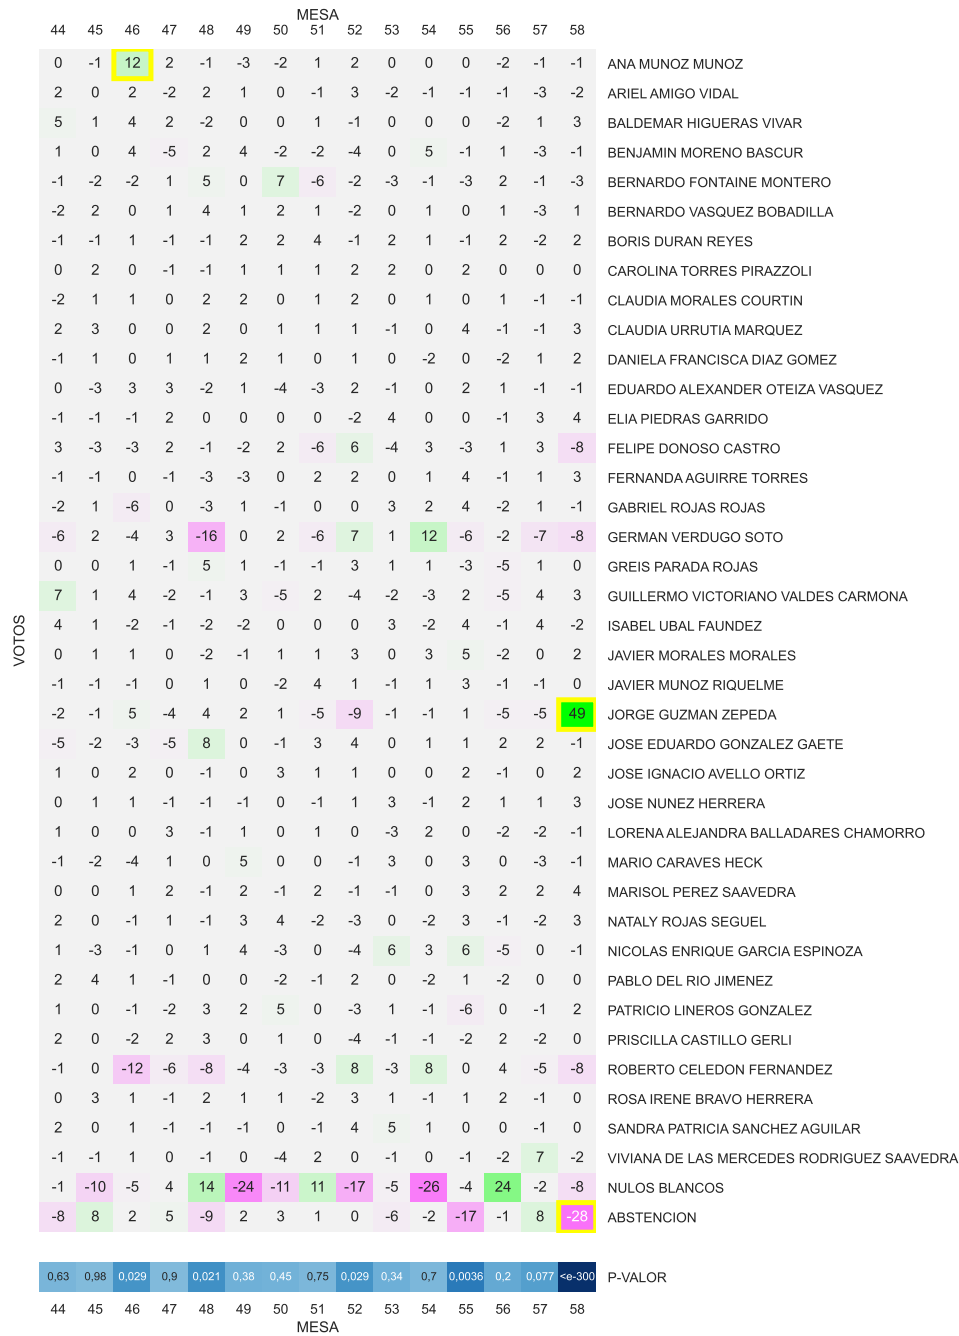 MESA
44 45 46 47 48 49 50 51 52 53 54 55 56 57 58
0 -1 12 2 -1 -3 -2 1 2 0 0 0 -2 -1 -1 ANA MUNOZ MUNOZ
2 0 2 -2 2 1 0 -1 3 -2 -1 -1 -1 -3 -2 ARIEL AMIGO VIDAL
5 1 4 2 -2 0 0 1 -1 0 0 0 -2 1 3 BALDEMAR HIGUERAS VIVAR
1 0 4 -5 2 4 -2 -2 -4 0 5 -1 1 -3 -1 BENJAMIN MORENO BASCUR
-1 -2 -2 1 5 0 7 -6 -2 -3 -1 -3 2 -1 -3 BERNARDO FONTAINE MONTERO
-2 2 0 1 4 1 2 1 -2 0 1 0 1 -3 1 BERNARDO VASQUEZ BOBADILLA
-1 -1 1 -1 -1 2 2 4 -1 2 1 -1 2 -2 2 BORIS DURAN REYES
0 2 0 -1 -1 1 1 1 2 2 0 2 0 0 0 CAROLINA TORRES PIRAZZOLI
-2 1 1 0 2 2 0 1 2 0 1 0 1 -1 -1 CLAUDIA MORALES COURTIN
2 3 0 0 2 0 1 1 1 -1 0 4 -1 -1 3 CLAUDIA URRUTIA MARQUEZ
-1 1 0 1 1 2 1 0 1 0 -2 0 -2 1 2 DANIELA FRANCISCA DIAZ GOMEZ
0 -3 3 3 -2 1 -4 -3 2 -1 0 2 1 -1 -1 EDUARDO ALEXANDER OTEIZA VASQUEZ
-1 -1 -1 2 0 0 0 0 -2 4 0 0 -1 3 4 ELIA PIEDRAS GARRIDO
3 -3 -3 2 -1 -2 2 -6 6 -4 3 -3 1 3 -8 FELIPE DONOSO CASTRO
-1 -1 0 -1 -3 -3 0 2 2 0 1 4 -1 1 3 FERNANDA AGUIRRE TORRES
-2 1 -6 0 -3 1 -1 0 0 3 2 4 -2 1 -1 GABRIEL ROJAS ROJAS
-6 2 -4 3 -16 0 2 -6 7 1 12 -6 -2 -7 -8 GERMAN VERDUGO SOTO
0 0 1 -1 5 1 -1 -1 3 1 1 -3 -5 1 0 GREIS PARADA ROJAS
7 1 4 -2 -1 3 -5 2 -4 -2 -3 2 -5 4 3 GUILLERMO VICTORIANO VALDES CARMONA
4 1 -2 -1 -2 -2 0 0 0 3 -2 4 -1 4 -2 ISABEL UBAL FAUNDEZ
0 1 1 0 -2 -1 1 1 3 0 3 5 -2 0 2 JAVIER MORALES MORALES
-1 -1 -1 0 1 0 -2 4 1 -1 1 3 -1 -1 0 JAVIER MUNOZ RIQUELME
-2 -1 5 -4 4 2 1 -5 -9 -1 -1 1 -5 -5 49 JORGE GUZMAN ZEPEDA
-5 -2 -3 -5 8 0 -1 3 4 0 1 1 2 2 -1 JOSE EDUARDO GONZALEZ GAETE
1 0 2 0 -1 0 3 1 1 0 0 2 -1 0 2 JOSE IGNACIO AVELLO ORTIZ
0 1 1 -1 -1 -1 0 -1 1 3 -1 2 1 1 3 JOSE NUNEZ HERRERA
1 0 0 3 -1 1 0 1 0 -3 2 0 -2 -2 -1 LORENA ALEJANDRA BALLADARES CHAMORRO
-1 -2 -4 1 0 5 0 0 -1 3 0 3 0 -3 -1 MARIO CARAVES HECK
0 0 1 2 -1 2 -1 2 -1 -1 0 3 2 2 4 MARISOL PEREZ SAAVEDRA
2 0 -1 1 -1 3 4 -2 -3 0 -2 3 -1 -2 3 NATALY ROJAS SEGUEL
1 -3 -1 0 1 4 -3 0 -4 6 3 6 -5 0 -1 NICOLAS ENRIQUE GARCIA ESPINOZA
2 4 1 -1 0 0 -2 -1 2 0 -2 1 -2 0 0 PABLO DEL RIO JIMENEZ
1 0 -1 -2 3 2 5 0 -3 1 -1 -6 0 -1 2 PATRICIO LINEROS GONZALEZ
2 0 -2 2 3 0 1 0 -4 -1 -1 -2 2 -2 0 PRISCILLA CASTILLO GERLI
-1 0 -12 -6 -8 -4 -3 -3 8 -3 8 0 4 -5 -8 ROBERTO CELEDON FERNANDEZ
0 3 1 -1 2 1 1 -2 3 1 -1 1 2 -1 0 ROSA IRENE BRAVO HERRERA
2 0 1 -1 -1 -1 0 -1 4 5 1 0 0 -1 0 SANDRA PATRICIA SANCHEZ AGUILAR
-1 -1 1 0 -1 0 -4 2 0 -1 0 -1 -2 7 -2 VIVIANA DE LAS MERCEDES RODRIGUEZ SAAVEDRA
-1 -10 -5 4 14 -24 -11 11 -17 -5 -26 -4 24 -2 -8 NULOS BLANCOS
-8 8 2 5 -9 2 3 1 0 -6 -2 -17 -1 8 -28 ABSTENCION
VOTOS
0,63 0,98 0,029 0,9 0,021 0,38 0,45 0,75 0,029 0,34 0,7 0,0036 0,2 0,077 <e-300 P-VALOR
44 45 46 47 48 49 50 51 52 53 54 55 56 57 58
MESA